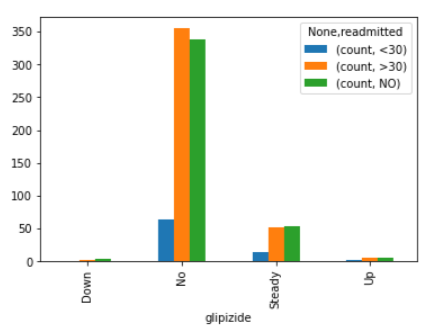 None,readmitted
(count, <30)
(count, >30)
(count, NO)
350
300
250
200
150
100
50
0
Down
No
Steady
Up
glipizide